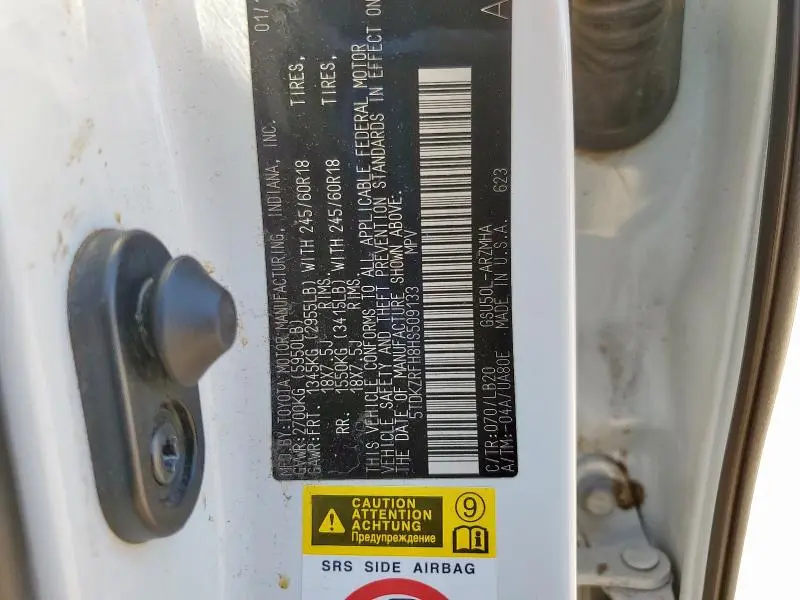 01/1
MFD.BY:TOYOTA MOTOR MANUFACTURING, INDIANA, INC.
GVWR:2700KG (5950LB)
GAWR:FRT. 1345KG (2955LB) WITH 245/60R18 TIRES,
18X7.5J RIMS.
RR. 1550KG (3415LB) WITH 245/60R18 TIRES,
18X7.5J RIMS.
THIS VEHICLE CONFORMS TO ALL APPLICABLE FEDERAL MOTOR
VEHICLE SAFETY AND THEFT PREVENTION STANDARDS IN EFFECT ON
THE DATE OF MANUFACTURE SHOWN ABOVE.
MPV
A
C/TR:070/LB20 GSU50L-ARZMHA
A/TM:-04A/UA80E MADE IN U.S.A. 623
CAUTION
ATTENTION
ACHTUNG
Предупреждение
9
SRS SIDE AIRBAG